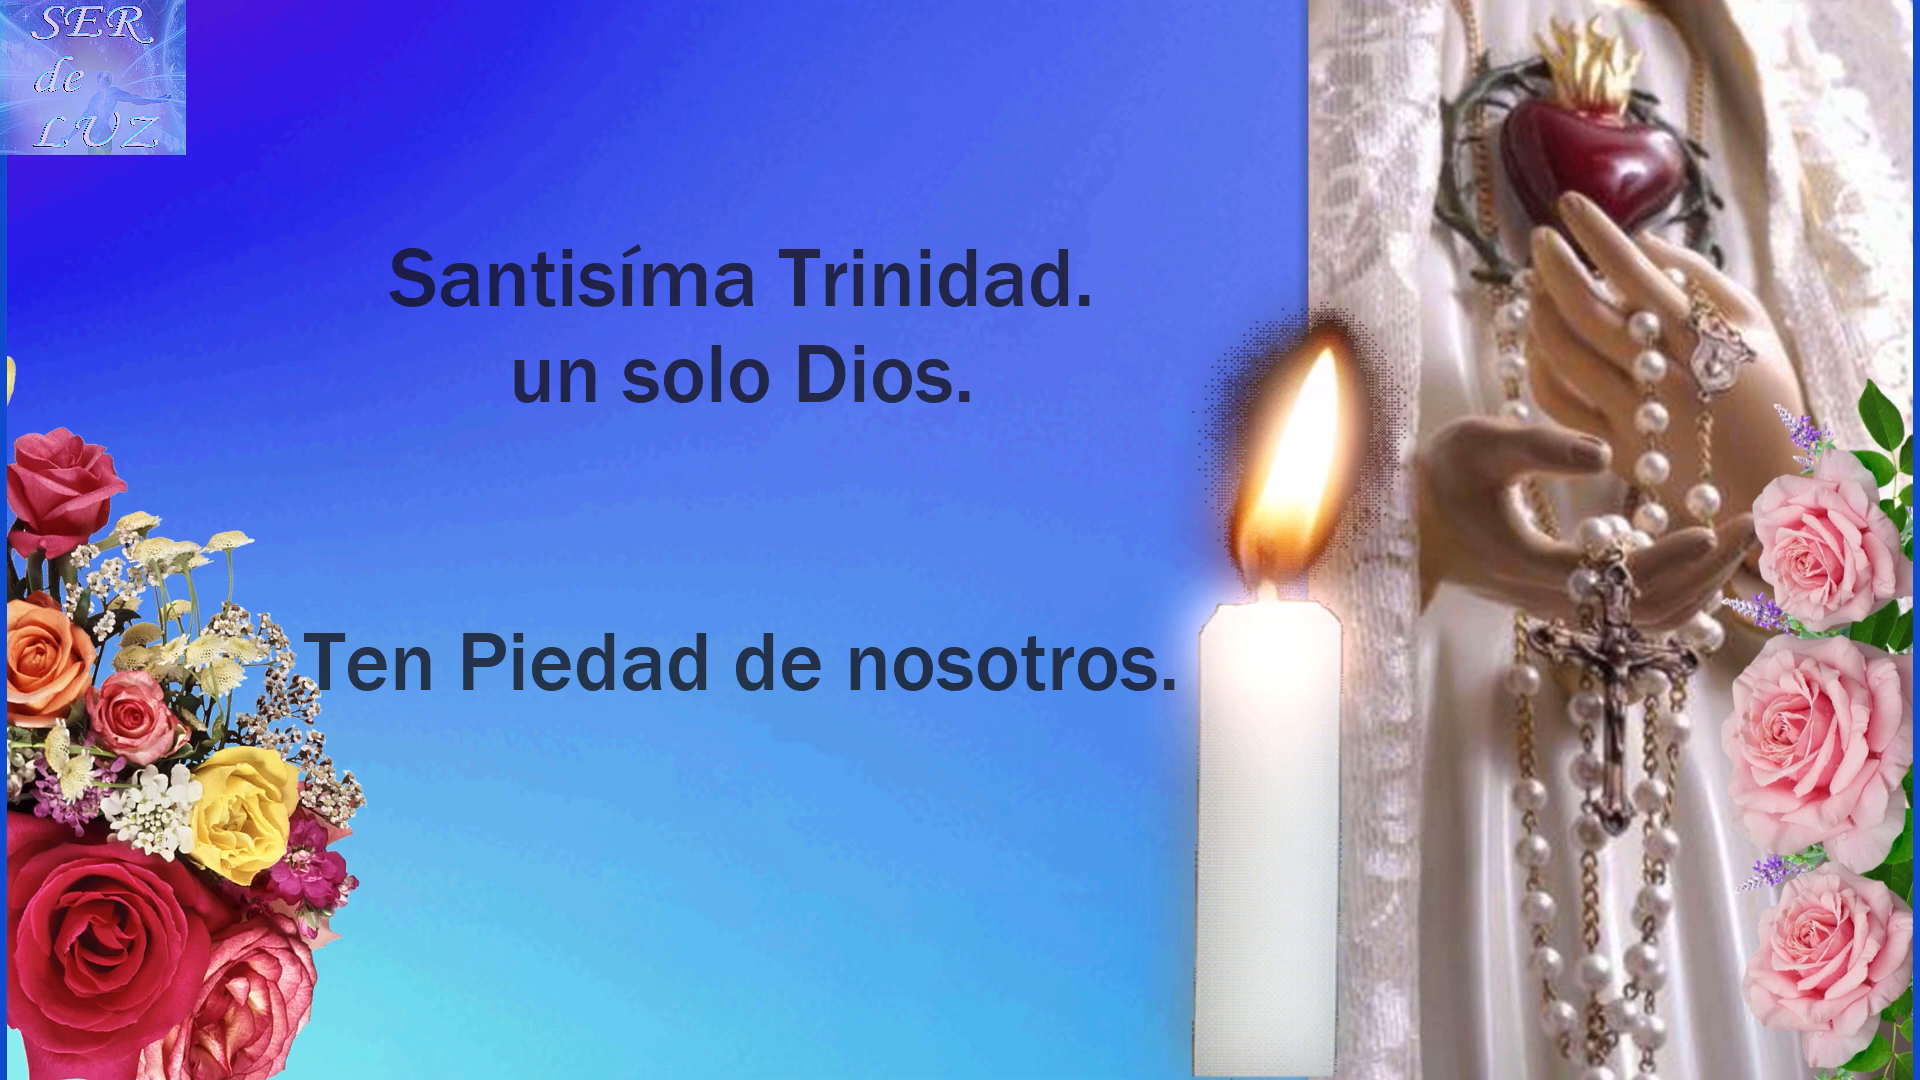 SER
de
LUZ
Santisíma Trinidad.
un solo Dios.
Ten Piedad de nosotros.